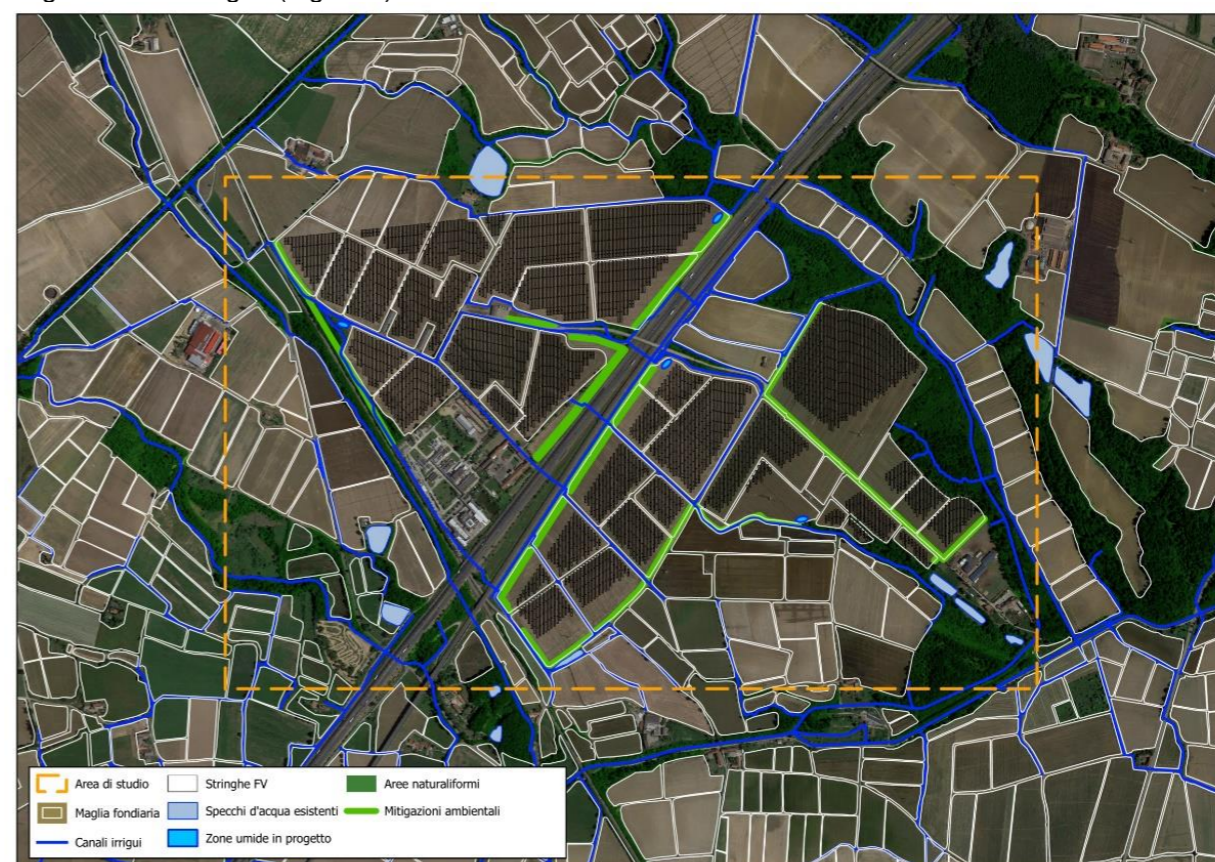 Area di studio
Stringhe FV
Aree naturaliformi
Maglia fondiaria
Specchi d'acqua esistenti
Mitigazioni ambientali
Canali irrigui
Zone umide in progetto